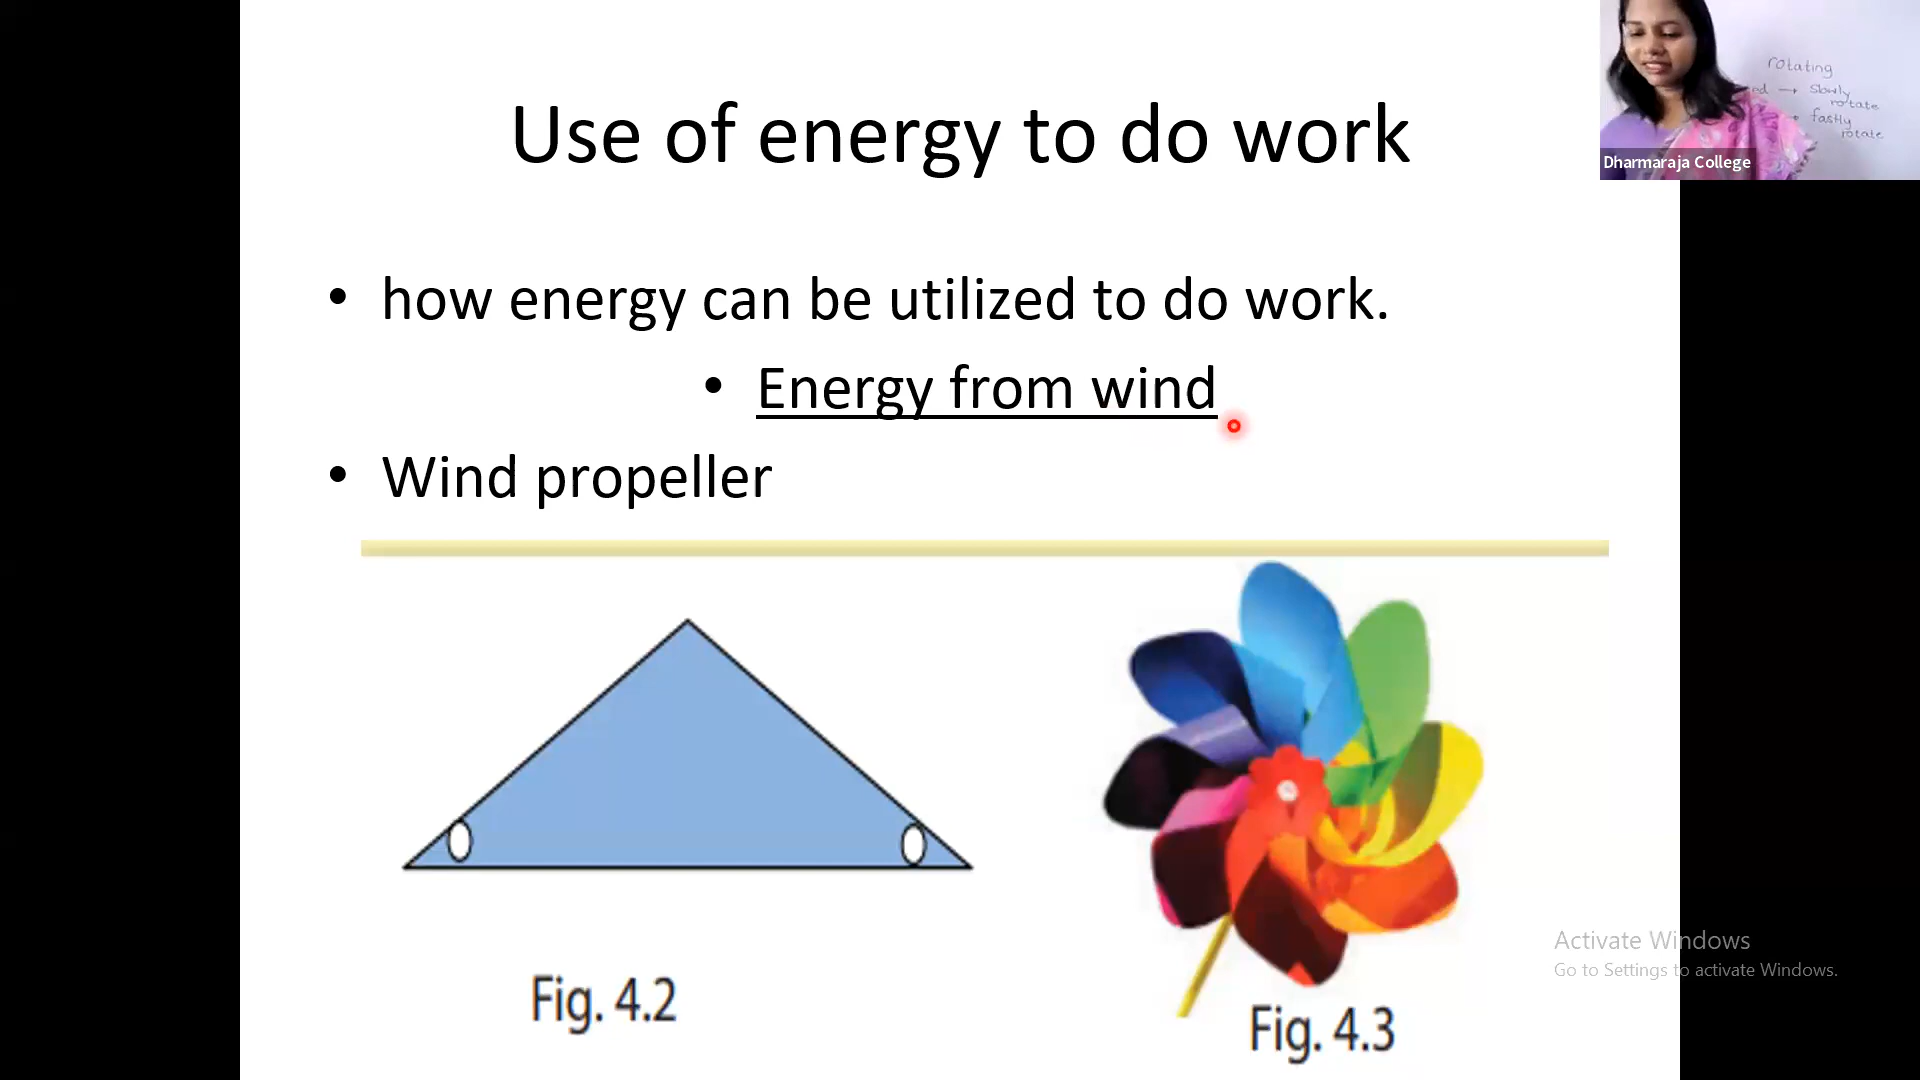 Use of energy to do work
• how energy can be utilized to do work.
• Energy from wind
• Wind propeller
Fig. 4.2
Fig. 4.3
rotating
→ Slowly
rotate
fastly
rotate
Dharmaraja College
Activate Windows
Go to Settings to activate Windows.